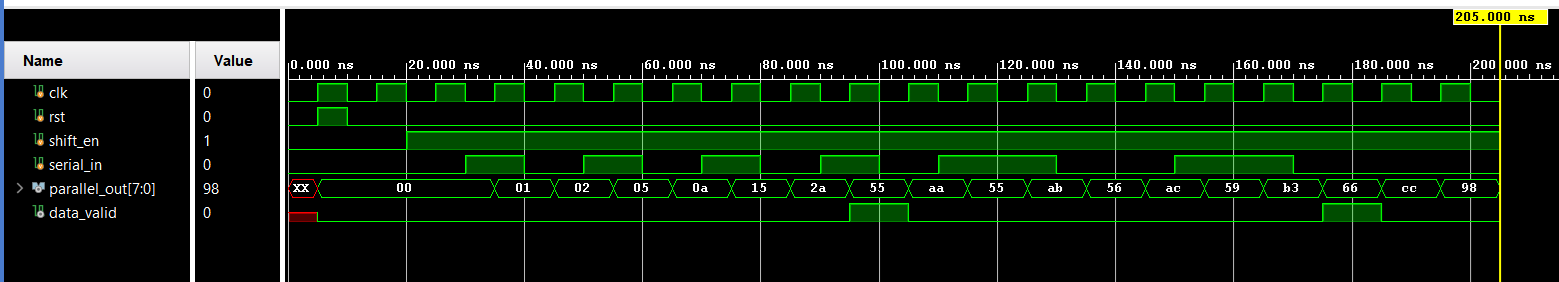 205.000 ns
Name Value
0.000 ns 20.000 ns 40.000 ns 60.000 ns 80.000 ns 100.000 ns 120.000 ns 140.000 ns 160.000 ns 180.000 ns 200.000 ns
clk 0
rst 0
shift_en 1
serial_in 0
parallel_out[7:0] 98 XX 00 01 02 05 0a 15 2a 55 aa 55 ab 56 ac 59 b3 66 cc 98
data_valid 0